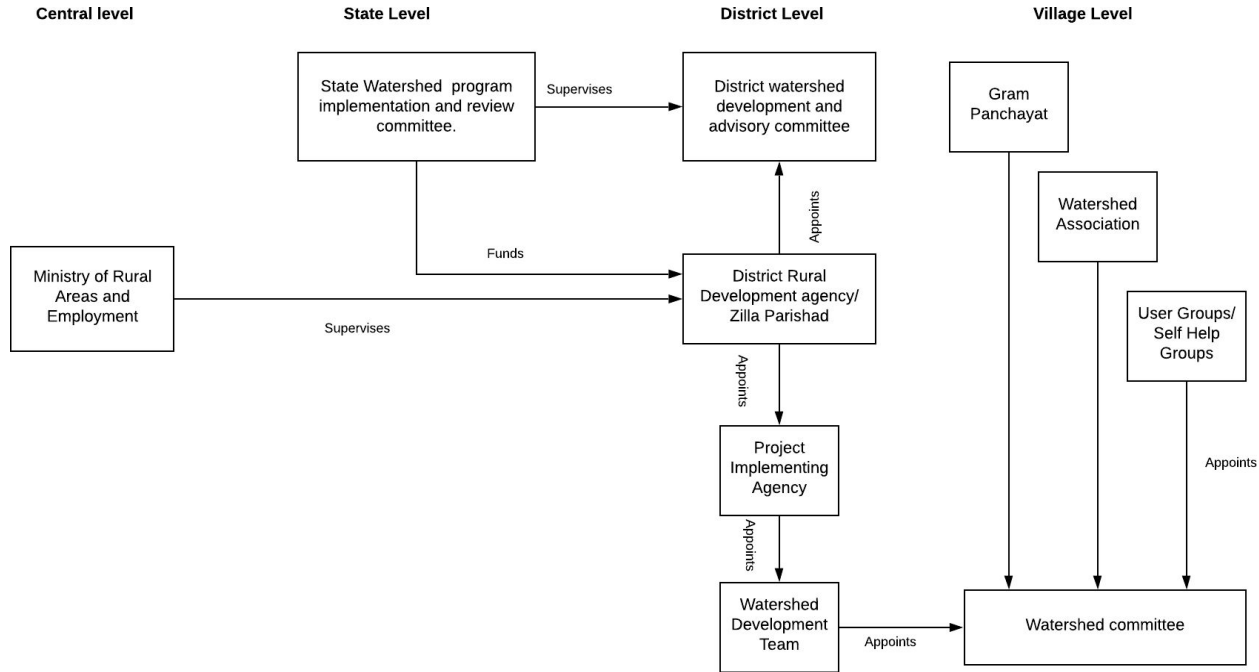 Central level
State Level
District Level
Village Level
State Watershed  program
implementation and review
committee.
Supervises
District watershed
development and
advisory committee
Gram
Panchayat
Watershed
Association
Appoints
Funds
Ministry of Rural
Areas and
Employment
District Rural
Development agency/
Zilla Parishad
Supervises
User Groups/
Self Help
Groups
Appoints
Project
Implementing
Agency
Appoints
Appoints
Watershed
Development
Team
Appoints
Watershed committee